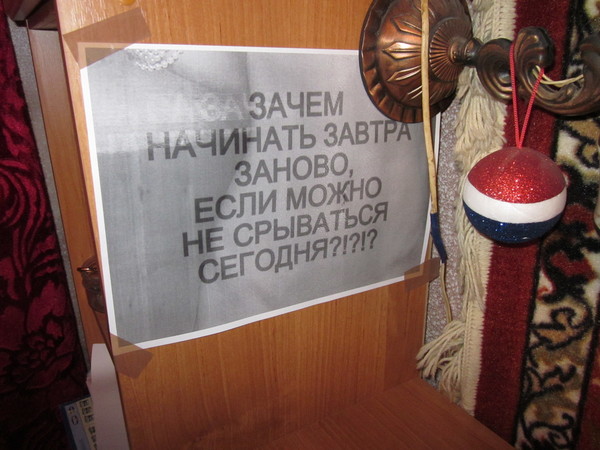 ЗАЧЕМ
НАЧИНАТЬ ЗАВТРА
ЗАНОВО,
ЕСЛИ МОЖНО
НЕ СРЫВАТЬСЯ
СЕГОДНЯ?!?!?